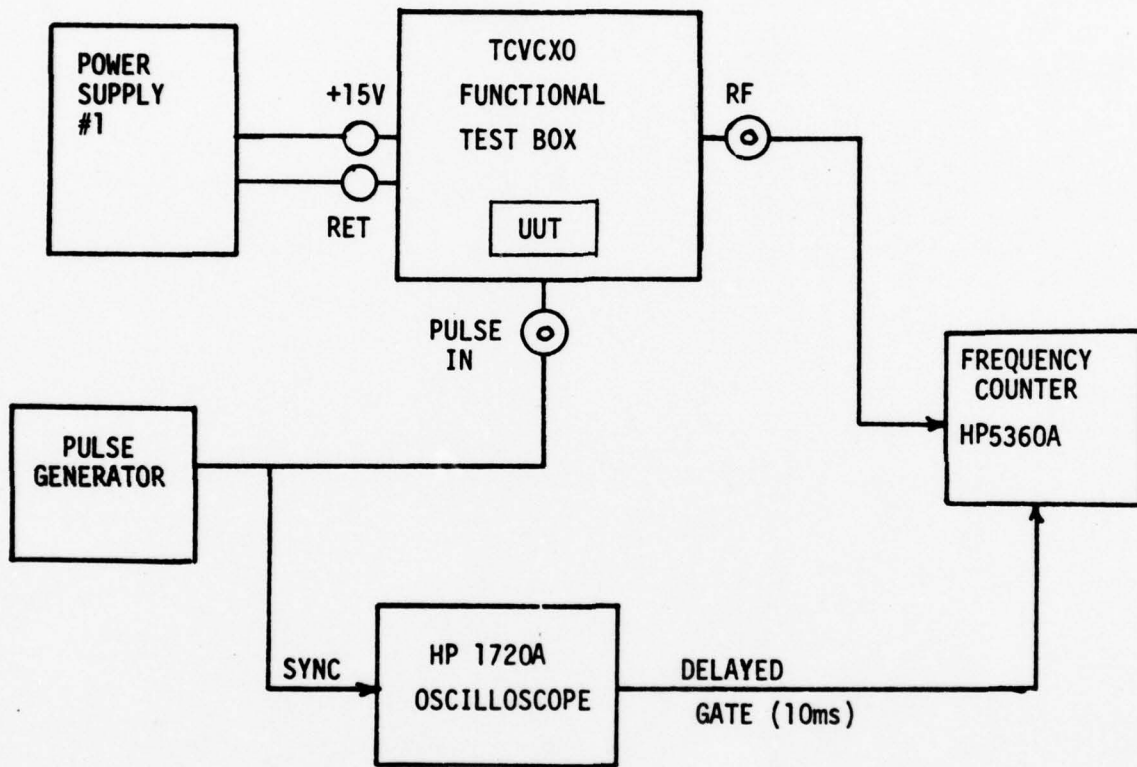 POWER
SUPPLY
#1
+15V
RET
TCVCXO
FUNCTIONAL
TEST BOX
UUT
RF
PULSE
IN
FREQUENCY
COUNTER
HP5360A
PULSE
GENERATOR
SYNC
HP 1720A
OSCILLOSCOPE
DELAYED
GATE (10ms)